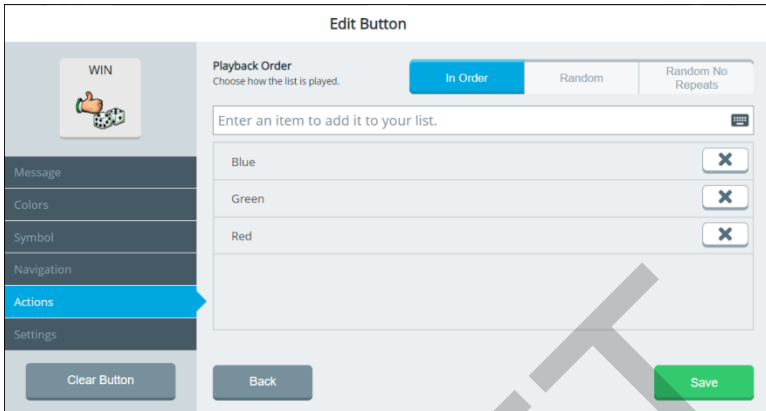 Edit Button
WIN
Playback Order
Choose how the list is played.
In Order
Random
Random No
Repeats
Enter an item to add it to your list.
Blue
Green
Red
Message
Colors
Symbol
Navigation
Actions
Settings
Clear Button
Back
Save